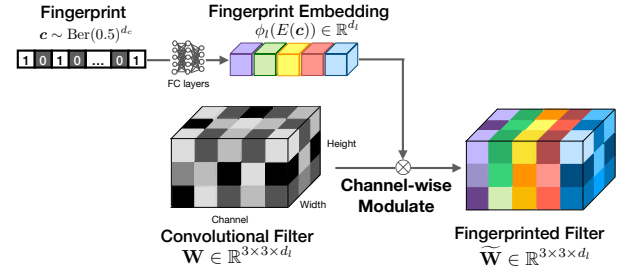 Fingerprint
c ∼ Ber(0.5)^{d_c}
1 0 1 0 ... 0 1
FC layers
Fingerprint Embedding
ϕ_l(E(c)) ∈ ℝ^{d_l}
Height
Width
Channel
Convolutional Filter
W ∈ ℝ^{3×3×d_l}
Channel-wise
Modulate
Fingerprinted Filter
W̃ ∈ ℝ^{3×3×d_l}